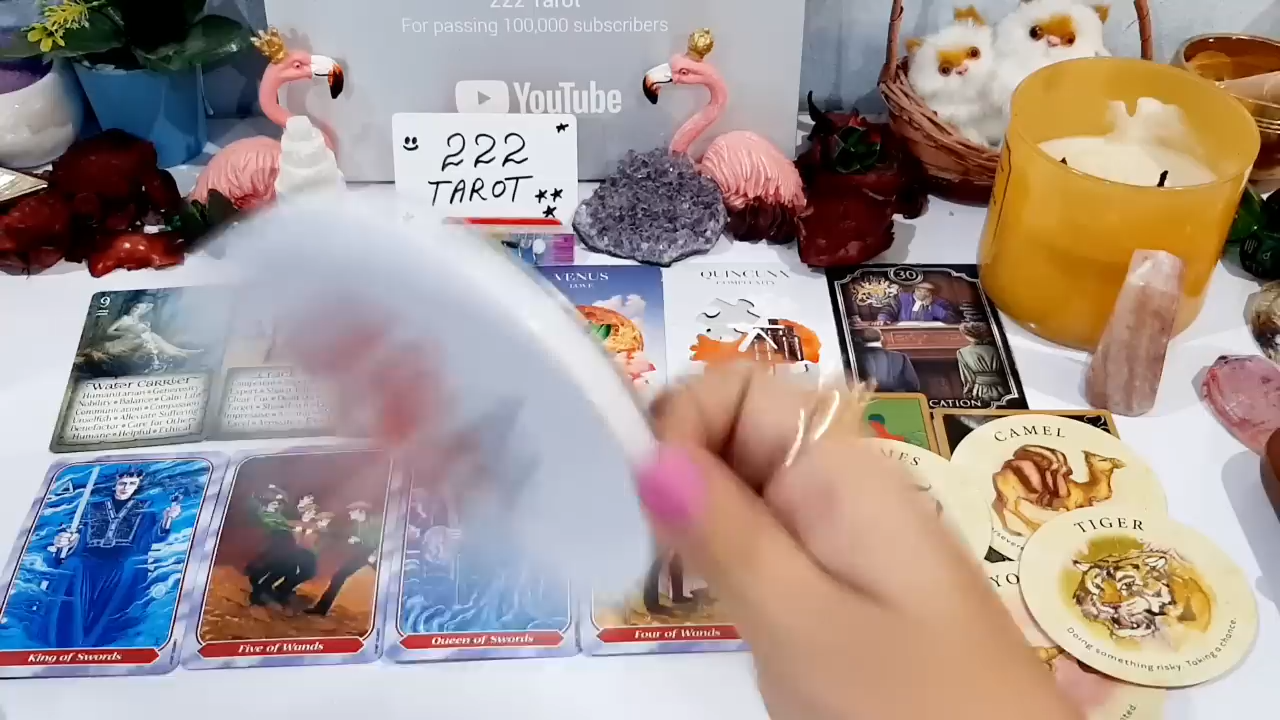 222 Tarot
For passing 100,000 subscribers
YouTube
222
TAROT
VENUS
LOVE
QUINCUNX
COMPLEXITY
30
CATION
9
Water Carrier
Humanitarian • Generosity
Nobility • Balance • Calm Life
Communication • Compassion
Unselfish • Alleviate Suffering
Benefactor • Care for Others
Humane • Helpful • Ethical
CAMEL
TIGER
Doing something risky. Taking a chance.
YO
King of Swords
Five of Wands
Queen of Swords
Four of Wands